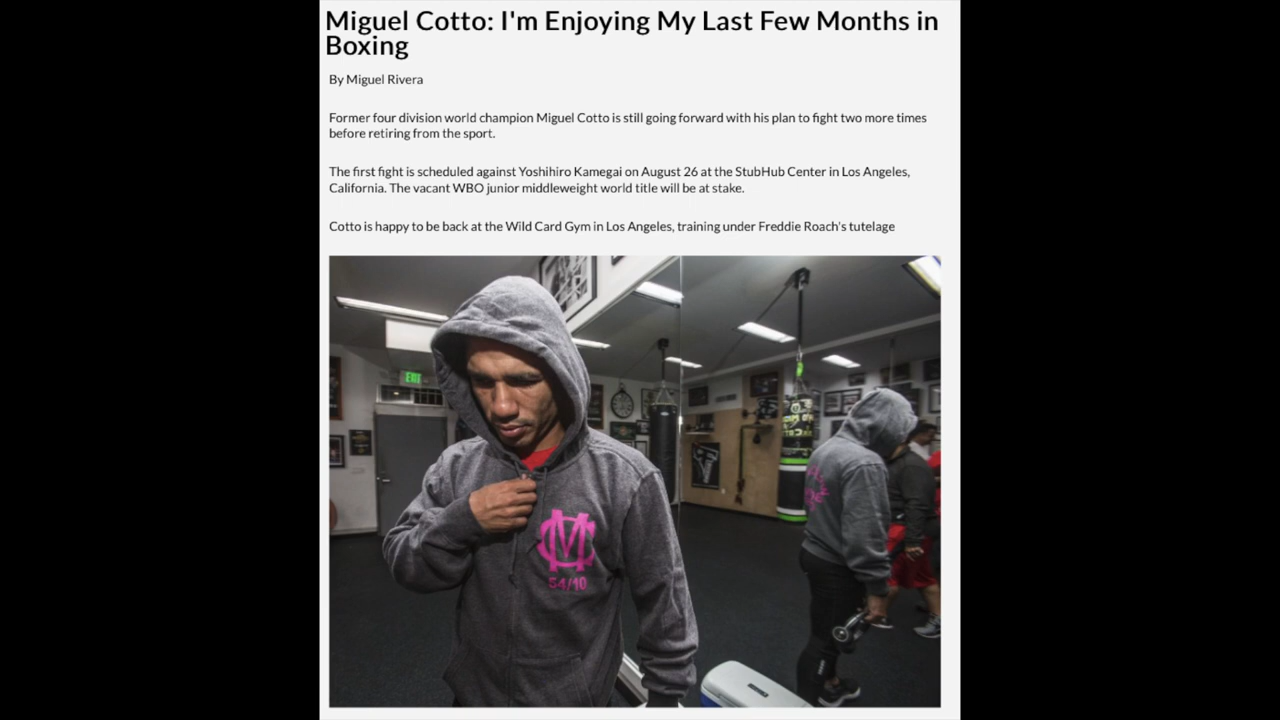 Miguel Cotto: I'm Enjoying My Last Few Months in
Boxing
By Miguel Rivera
Former four division world champion Miguel Cotto is still going forward with his plan to fight two more times
before retiring from the sport.
The first fight is scheduled against Yoshihiro Kamegai on August 26 at the StubHub Center in Los Angeles,
California. The vacant WBO junior middleweight world title will be at stake.
Cotto is happy to be back at the Wild Card Gym in Los Angeles, training under Freddie Roach's tutelage
EXIT
MC
54/10